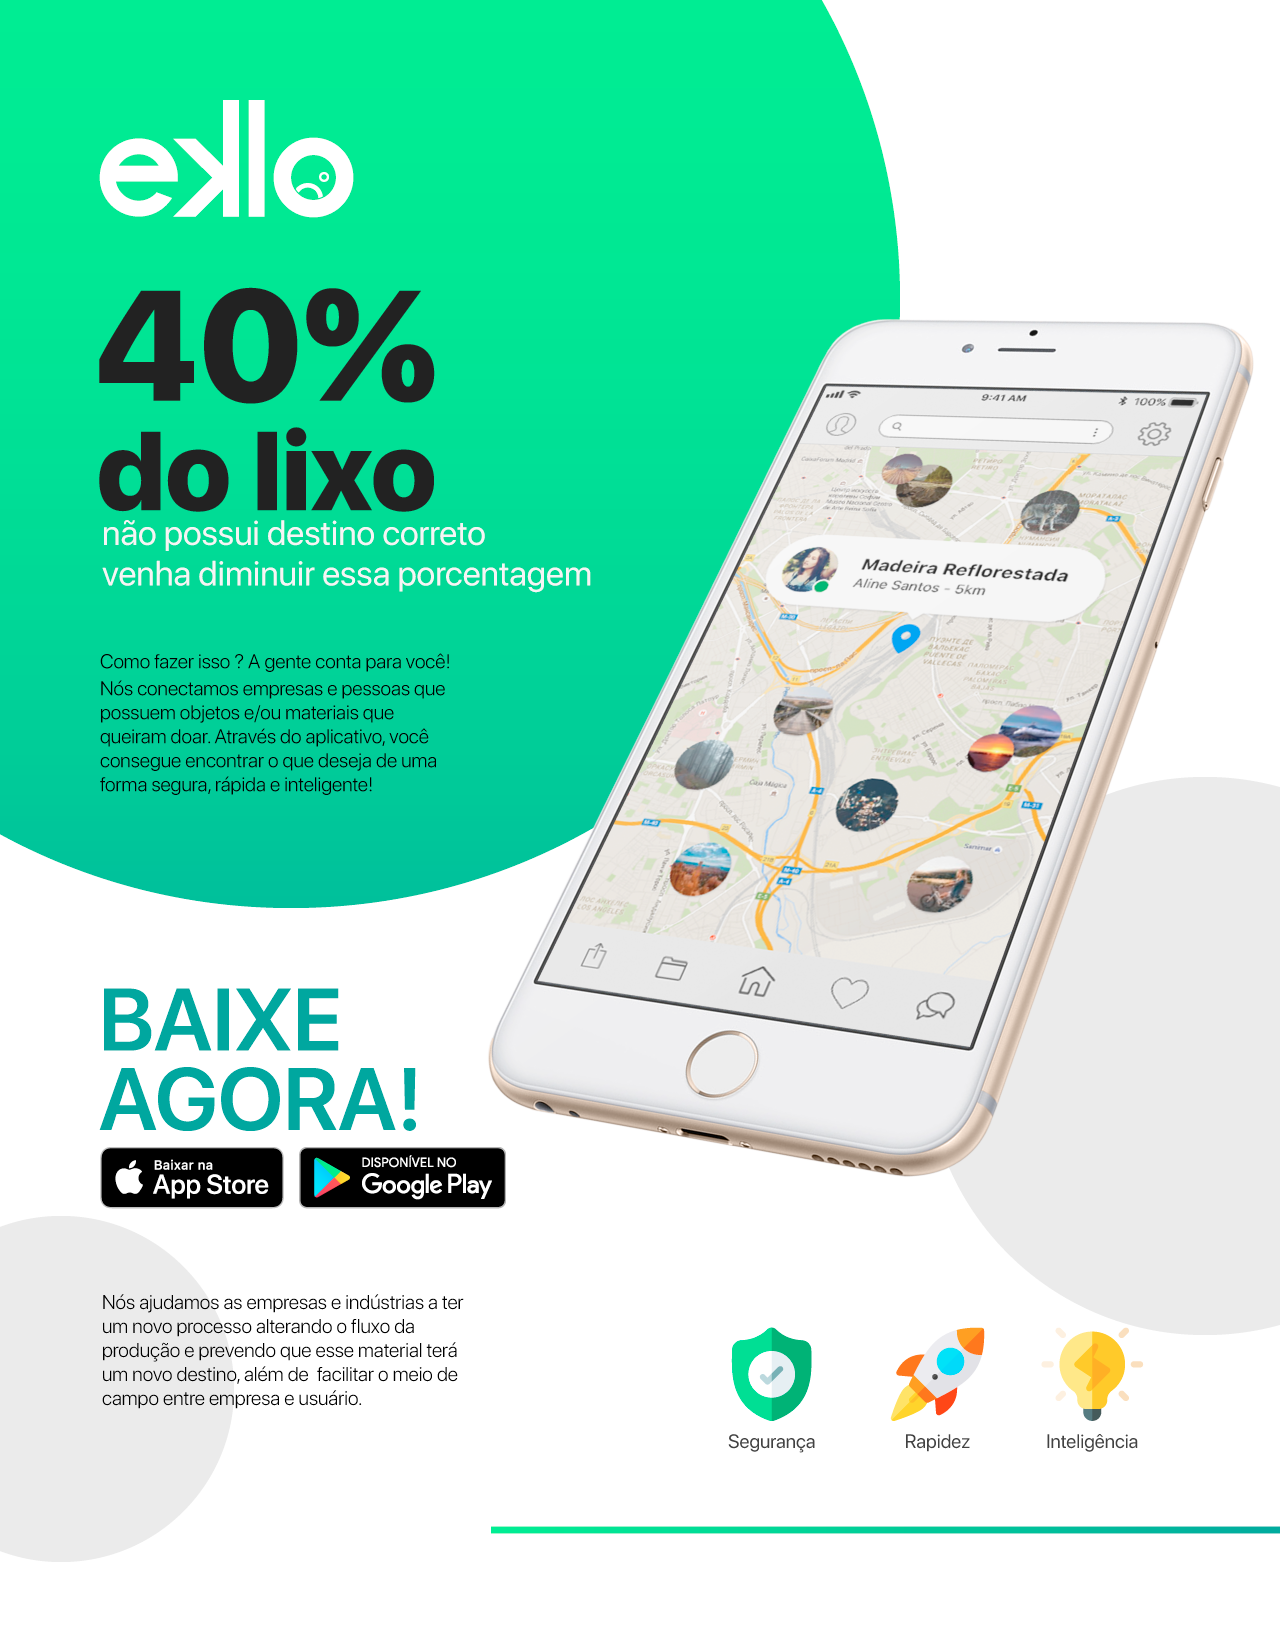 eKllo
40%
do lixo
não possui destino correto
venha diminuir essa porcentagem
Como fazer isso ? A gente conta para você!
Nós conectamos empresas e pessoas que
possuem objetos e/ou materiais que
queiram doar. Através do aplicativo, você
consegue encontrar o que deseja de uma
forma segura, rápida e inteligente!
9:41 AM
100%
Madeira Reflorestada
Aline Santos - 5km
BAIXE
AGORA!
Baixar na
App Store
DISPONÍVEL NO
Google Play
Nós ajudamos as empresas e indústrias a ter
um novo processo alterando o fluxo da
produção e prevendo que esse material terá
um novo destino, além de  facilitar o meio de
campo entre empresa e usuário.
Segurança
Rapidez
Inteligência